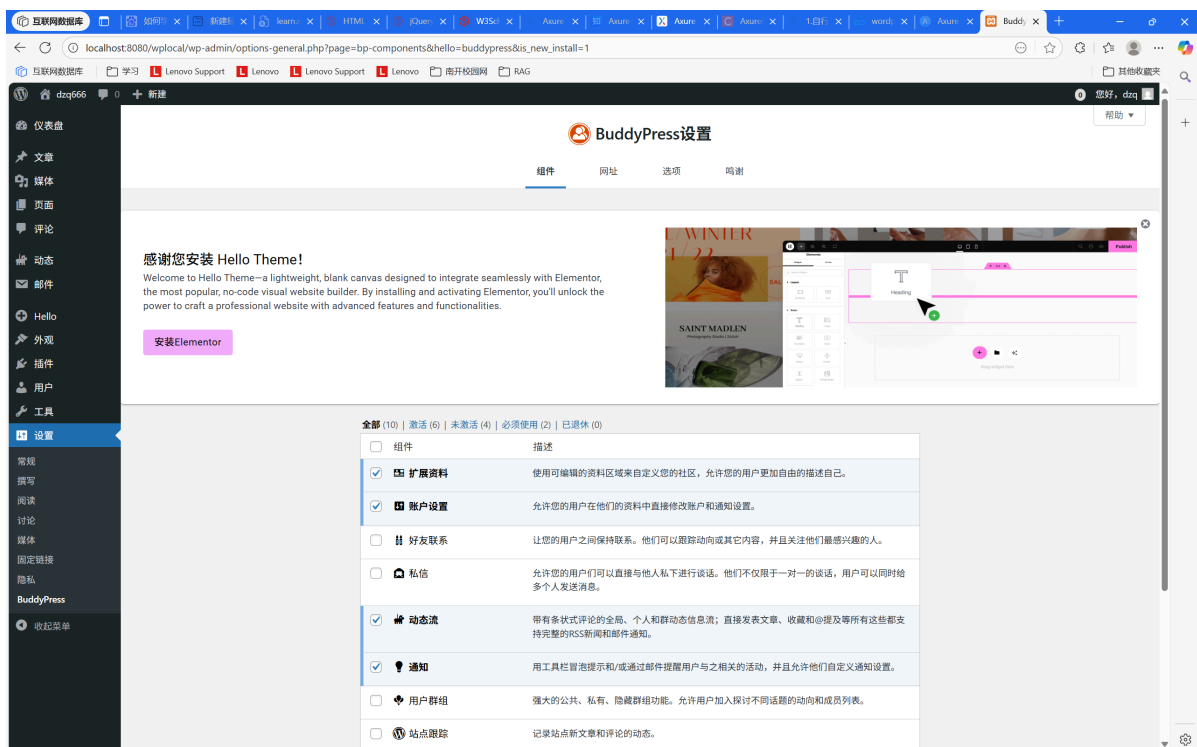 互联网数据库
如何
新建
learn.
HTML
jQuer
W3Sc
Axure
Axure
Axure
Axure
1.自行
word
Axure
Buddy
localhost:8080/wplocal/wp-admin/options-general.php?page=bp-components&hello=buddypress&is_new_install=1
互联网数据库
学习
Lenovo Support
Lenovo
Lenovo Support
Lenovo
南开校园网
RAG
其他收藏夹
dzq666
0
新建
0
您好，dzq
帮助
仪表盘
文章
媒体
页面
评论
动态
邮件
Hello
外观
插件
用户
工具
设置
常规
撰写
阅读
讨论
媒体
固定链接
隐私
BuddyPress
收起菜单
BuddyPress设置
组件
网址
选项
鸣谢
感谢您安装 Hello Theme！
Welcome to Hello Theme—a lightweight, blank canvas designed to integrate seamlessly with Elementor,
the most popular, no-code visual website builder. By installing and activating Elementor, you'll unlock the
power to craft a professional website with advanced features and functionalities.
安装Elementor
SAINT MADLEN
Elements
Publish
Heading
全部 (10) | 激活 (6) | 未激活 (4) | 必须使用 (2) | 已退休 (0)
组件 描述
扩展资料 使用可编辑的资料区域来自定义您的社区，允许您的用户更加自由的描述自己。
账户设置 允许您的用户在他们的资料中直接修改账户和通知设置。
好友联系 让您的用户之间保持联系。他们可以跟踪动向或其它内容，并且关注他们最感兴趣的人。
私信 允许您的用户们可以直接与他人私下进行谈话。他们不仅限于一对一的谈话，用户可以同时给
多个人发送消息。
动态流 带有条状式评论的全局、个人和群动态信息流；直接发表文章、收藏和@提及等所有这些都支
持完整的RSS新闻和邮件通知。
通知 用工具栏冒泡提示和/或通过邮件提醒用户与之相关的活动，并且允许他们自定义通知设置。
用户群组 强大的公共、私有、隐藏群组功能。允许用户加入探讨不同话题的动向和成员列表。
站点跟踪 记录站点新文章和评论的动态。